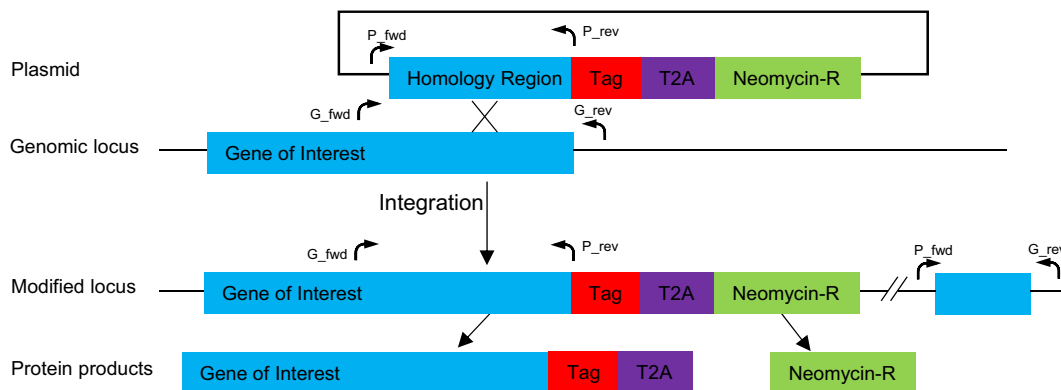 P_fwd
P_rev
Plasmid
Homology Region
Tag
T2A
Neomycin-R
G_fwd
G_rev
Genomic locus
Gene of Interest
Integration
G_fwd
P_rev
P_fwd
G_rev
Modified locus
Gene of Interest
Tag
T2A
Neomycin-R
Protein products
Gene of Interest
Tag
T2A
Neomycin-R